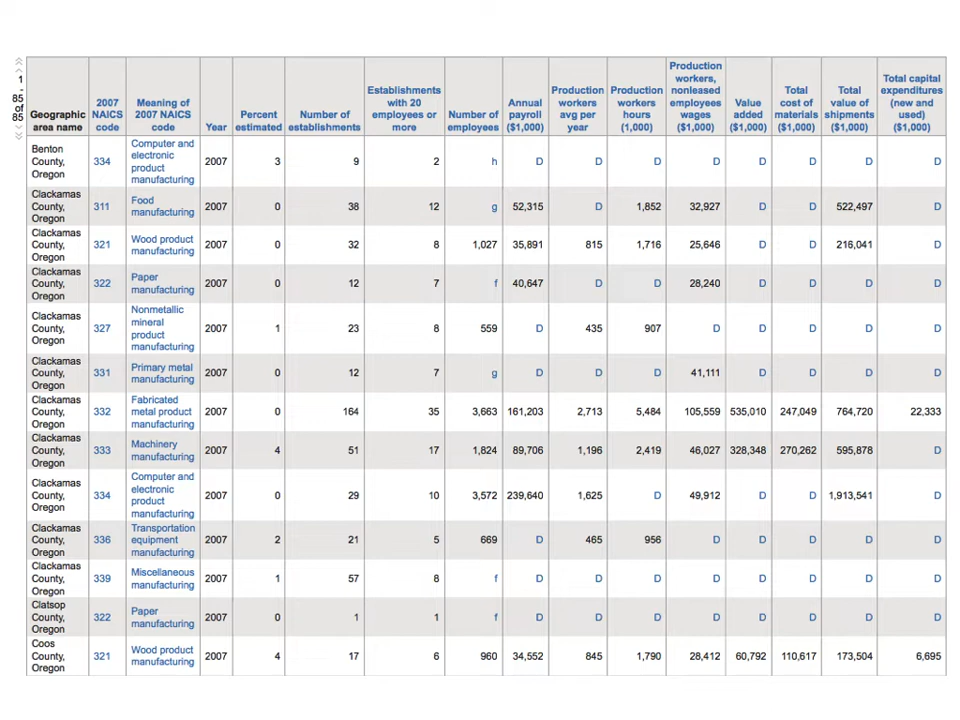 1
-
85
of
85
Geographic area name | 2007 NAICS code | Meaning of 2007 NAICS code | Year | Percent estimated | Number of establishments | Establishments with 20 employees or more | Number of employees | Annual payroll ($1,000) | Production workers avg per year | Production workers hours (1,000) | Production workers, nonleased employees wages ($1,000) | Value added ($1,000) | Total cost of materials ($1,000) | Total value of shipments ($1,000) | Total capital expenditures (new and used) ($1,000)
Benton County, Oregon | 334 | Computer and electronic product manufacturing | 2007 | 3 | 9 | 2 | h | D | D | D | D | D | D | D | D
Clackamas County, Oregon | 311 | Food manufacturing | 2007 | 0 | 38 | 12 | g | 52,315 | D | 1,852 | 32,927 | D | D | 522,497 | D
Clackamas County, Oregon | 321 | Wood product manufacturing | 2007 | 0 | 32 | 8 | 1,027 | 35,891 | 815 | 1,716 | 25,646 | D | D | 216,041 | D
Clackamas County, Oregon | 322 | Paper manufacturing | 2007 | 0 | 12 | 7 | f | 40,647 | D | D | 28,240 | D | D | D | D
Clackamas County, Oregon | 327 | Nonmetallic mineral product manufacturing | 2007 | 1 | 23 | 8 | 559 | D | 435 | 907 | D | D | D | D | D
Clackamas County, Oregon | 331 | Primary metal manufacturing | 2007 | 0 | 12 | 7 | g | D | D | D | 41,111 | D | D | D | D
Clackamas County, Oregon | 332 | Fabricated metal product manufacturing | 2007 | 0 | 164 | 35 | 3,663 | 161,203 | 2,713 | 5,484 | 105,559 | 535,010 | 247,049 | 764,720 | 22,333
Clackamas County, Oregon | 333 | Machinery manufacturing | 2007 | 4 | 51 | 17 | 1,824 | 89,706 | 1,196 | 2,419 | 46,027 | 328,348 | 270,262 | 595,878 | D
Clackamas County, Oregon | 334 | Computer and electronic product manufacturing | 2007 | 0 | 29 | 10 | 3,572 | 239,640 | 1,625 | D | 49,912 | D | D | 1,913,541 | D
Clackamas County, Oregon | 336 | Transportation equipment manufacturing | 2007 | 2 | 21 | 5 | 669 | D | 465 | 956 | D | D | D | D | D
Clackamas County, Oregon | 339 | Miscellaneous manufacturing | 2007 | 1 | 57 | 8 | f | D | D | D | D | D | D | D | D
Clatsop County, Oregon | 322 | Paper manufacturing | 2007 | 0 | 1 | 1 | f | D | D | D | D | D | D | D | D
Coos County, Oregon | 321 | Wood product manufacturing | 2007 | 4 | 17 | 6 | 960 | 34,552 | 845 | 1,790 | 28,412 | 60,792 | 110,617 | 173,504 | 6,695